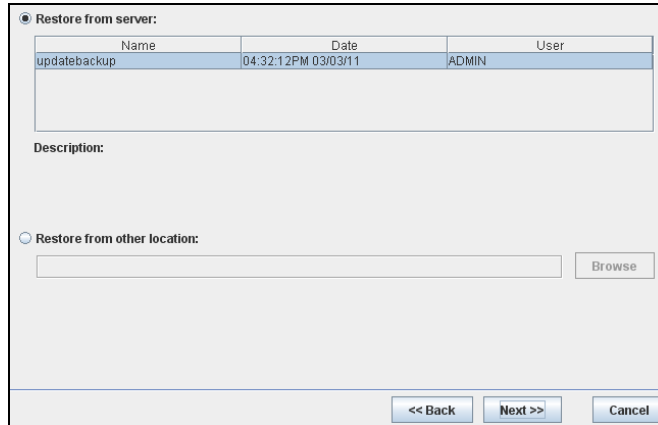 Restore from server:
Name Date User
updatebackup 04:32:12PM 03/03/11 ADMIN
Description:
Restore from other location:
Browse
<< Back Next >> Cancel